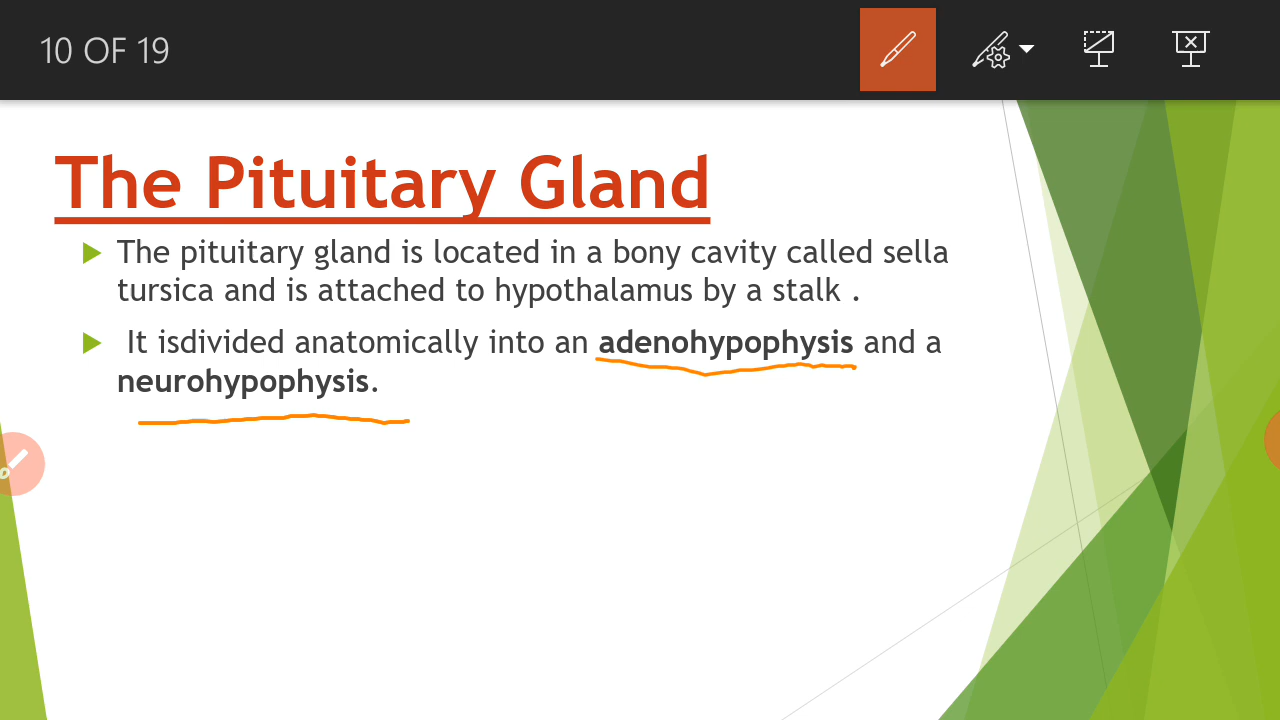 10 OF 19
The Pituitary Gland
The pituitary gland is located in a bony cavity called sella
tursica and is attached to hypothalamus by a stalk .
It isdivided anatomically into an adenohypophysis and a
neurohypophysis.